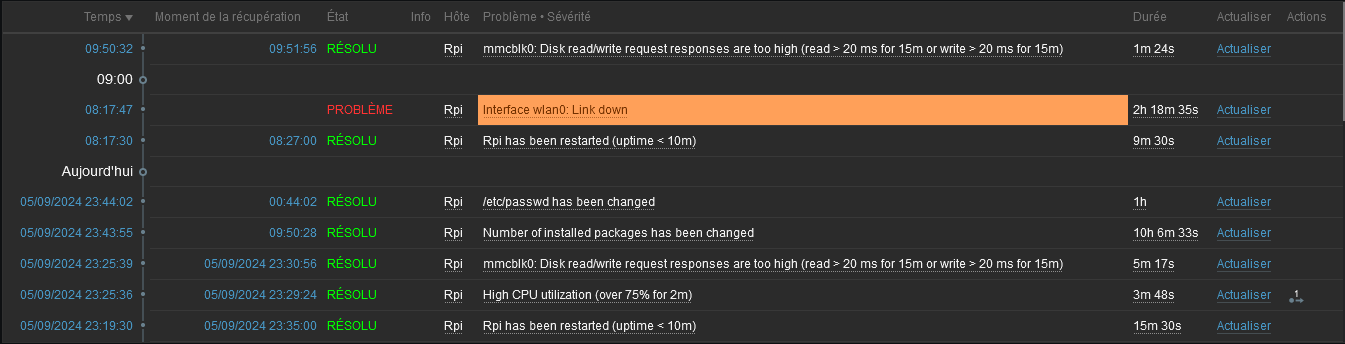 Temps Moment de la récupération État Info Hôte Problème • Sévérité Durée Actualiser Actions
09:50:32 09:51:56 RÉSOLU Rpi mmcblk0: Disk read/write request responses are too high (read > 20 ms for 15m or write > 20 ms for 15m) 1m 24s Actualiser
09:00
08:17:47 PROBLÈME Rpi Interface wlan0: Link down 2h 18m 35s Actualiser
08:17:30 08:27:00 RÉSOLU Rpi Rpi has been restarted (uptime < 10m) 9m 30s Actualiser
Aujourd'hui
05/09/2024 23:44:02 00:44:02 RÉSOLU Rpi /etc/passwd has been changed 1h Actualiser
05/09/2024 23:43:55 09:50:28 RÉSOLU Rpi Number of installed packages has been changed 10h 6m 33s Actualiser
05/09/2024 23:25:39 05/09/2024 23:30:56 RÉSOLU Rpi mmcblk0: Disk read/write request responses are too high (read > 20 ms for 15m or write > 20 ms for 15m) 5m 17s Actualiser
05/09/2024 23:25:36 05/09/2024 23:29:24 RÉSOLU Rpi High CPU utilization (over 75% for 2m) 3m 48s Actualiser 1
05/09/2024 23:19:30 05/09/2024 23:35:00 RÉSOLU Rpi Rpi has been restarted (uptime < 10m) 15m 30s Actualiser